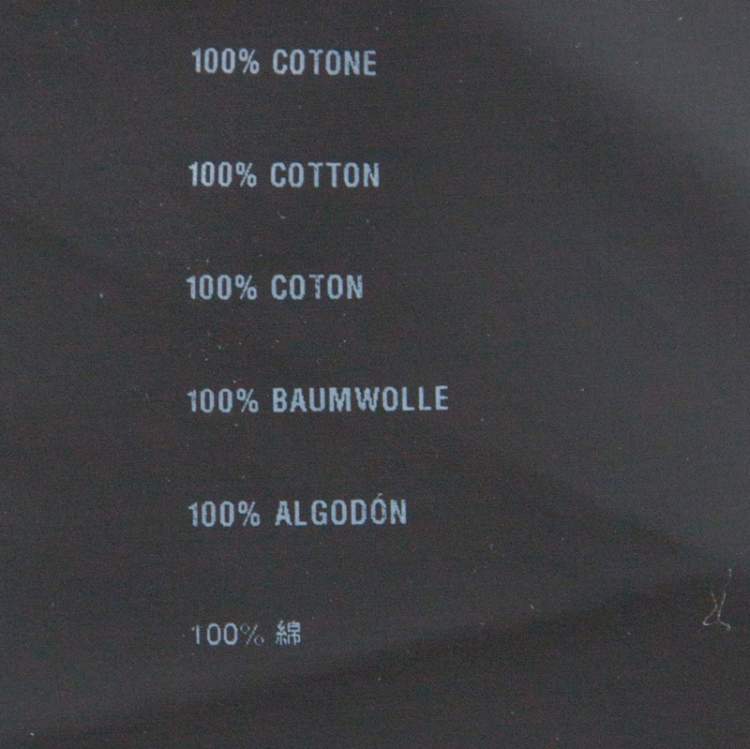 100% COTONE
100% COTTON
100% COTON
100% BAUMWOLLE
100% ALGODÓN
100% 綿